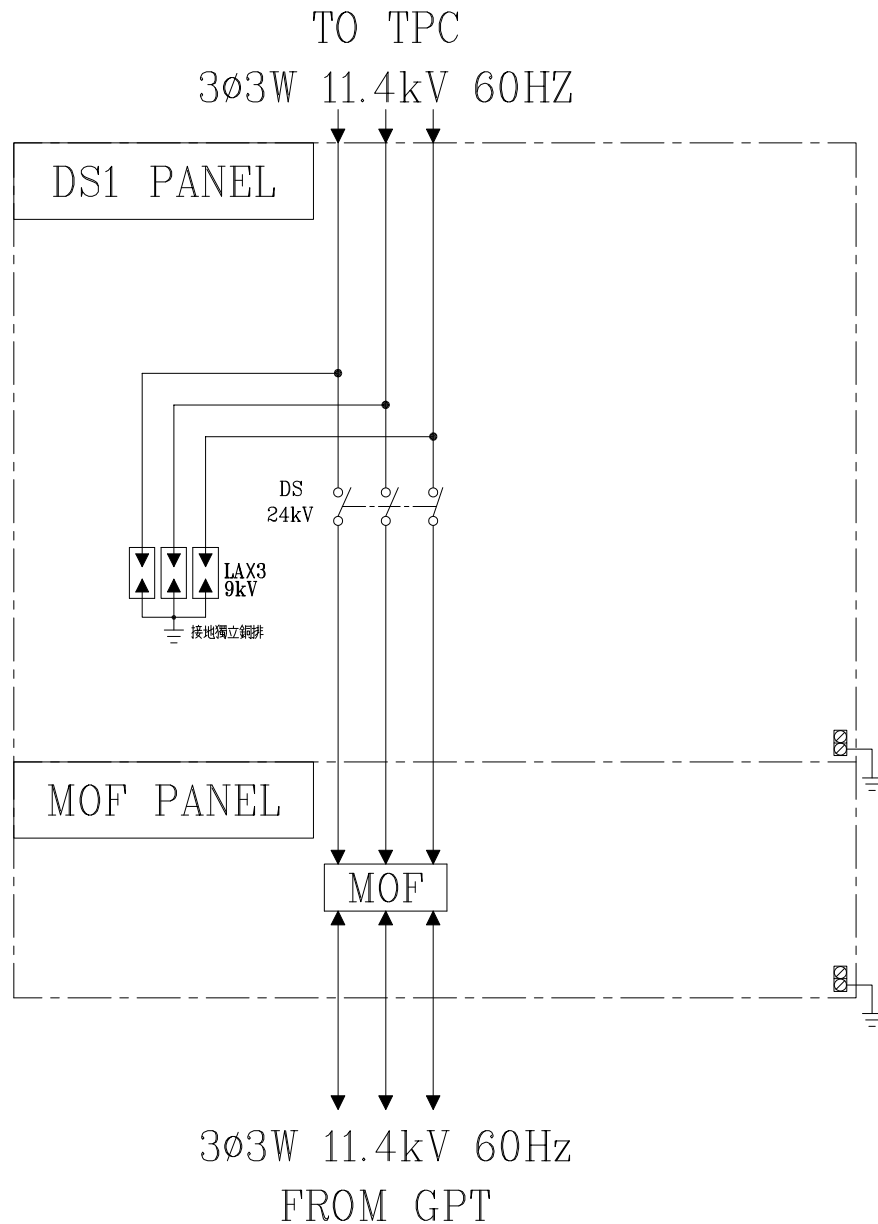 TO TPC
3ø3W 11.4kV 60HZ
DS1 PANEL
DS
24kV
LAX3
9kV
接地獨立銅排
MOF PANEL
MOF
3ø3W 11.4kV 60Hz
FROM GPT